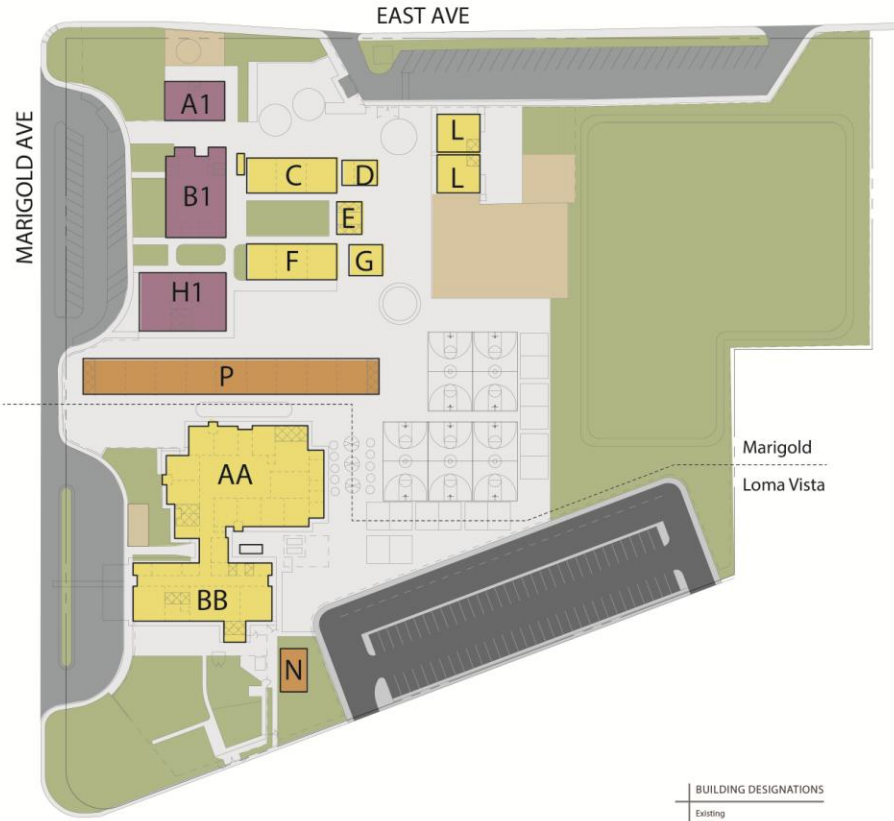 EAST AVE
MARIGOLD AVE
A1
L
B1
C
D
L
E
F
G
H1
P
Marigold
AA
Loma Vista
BB
N
BUILDING DESIGNATIONS
Existing